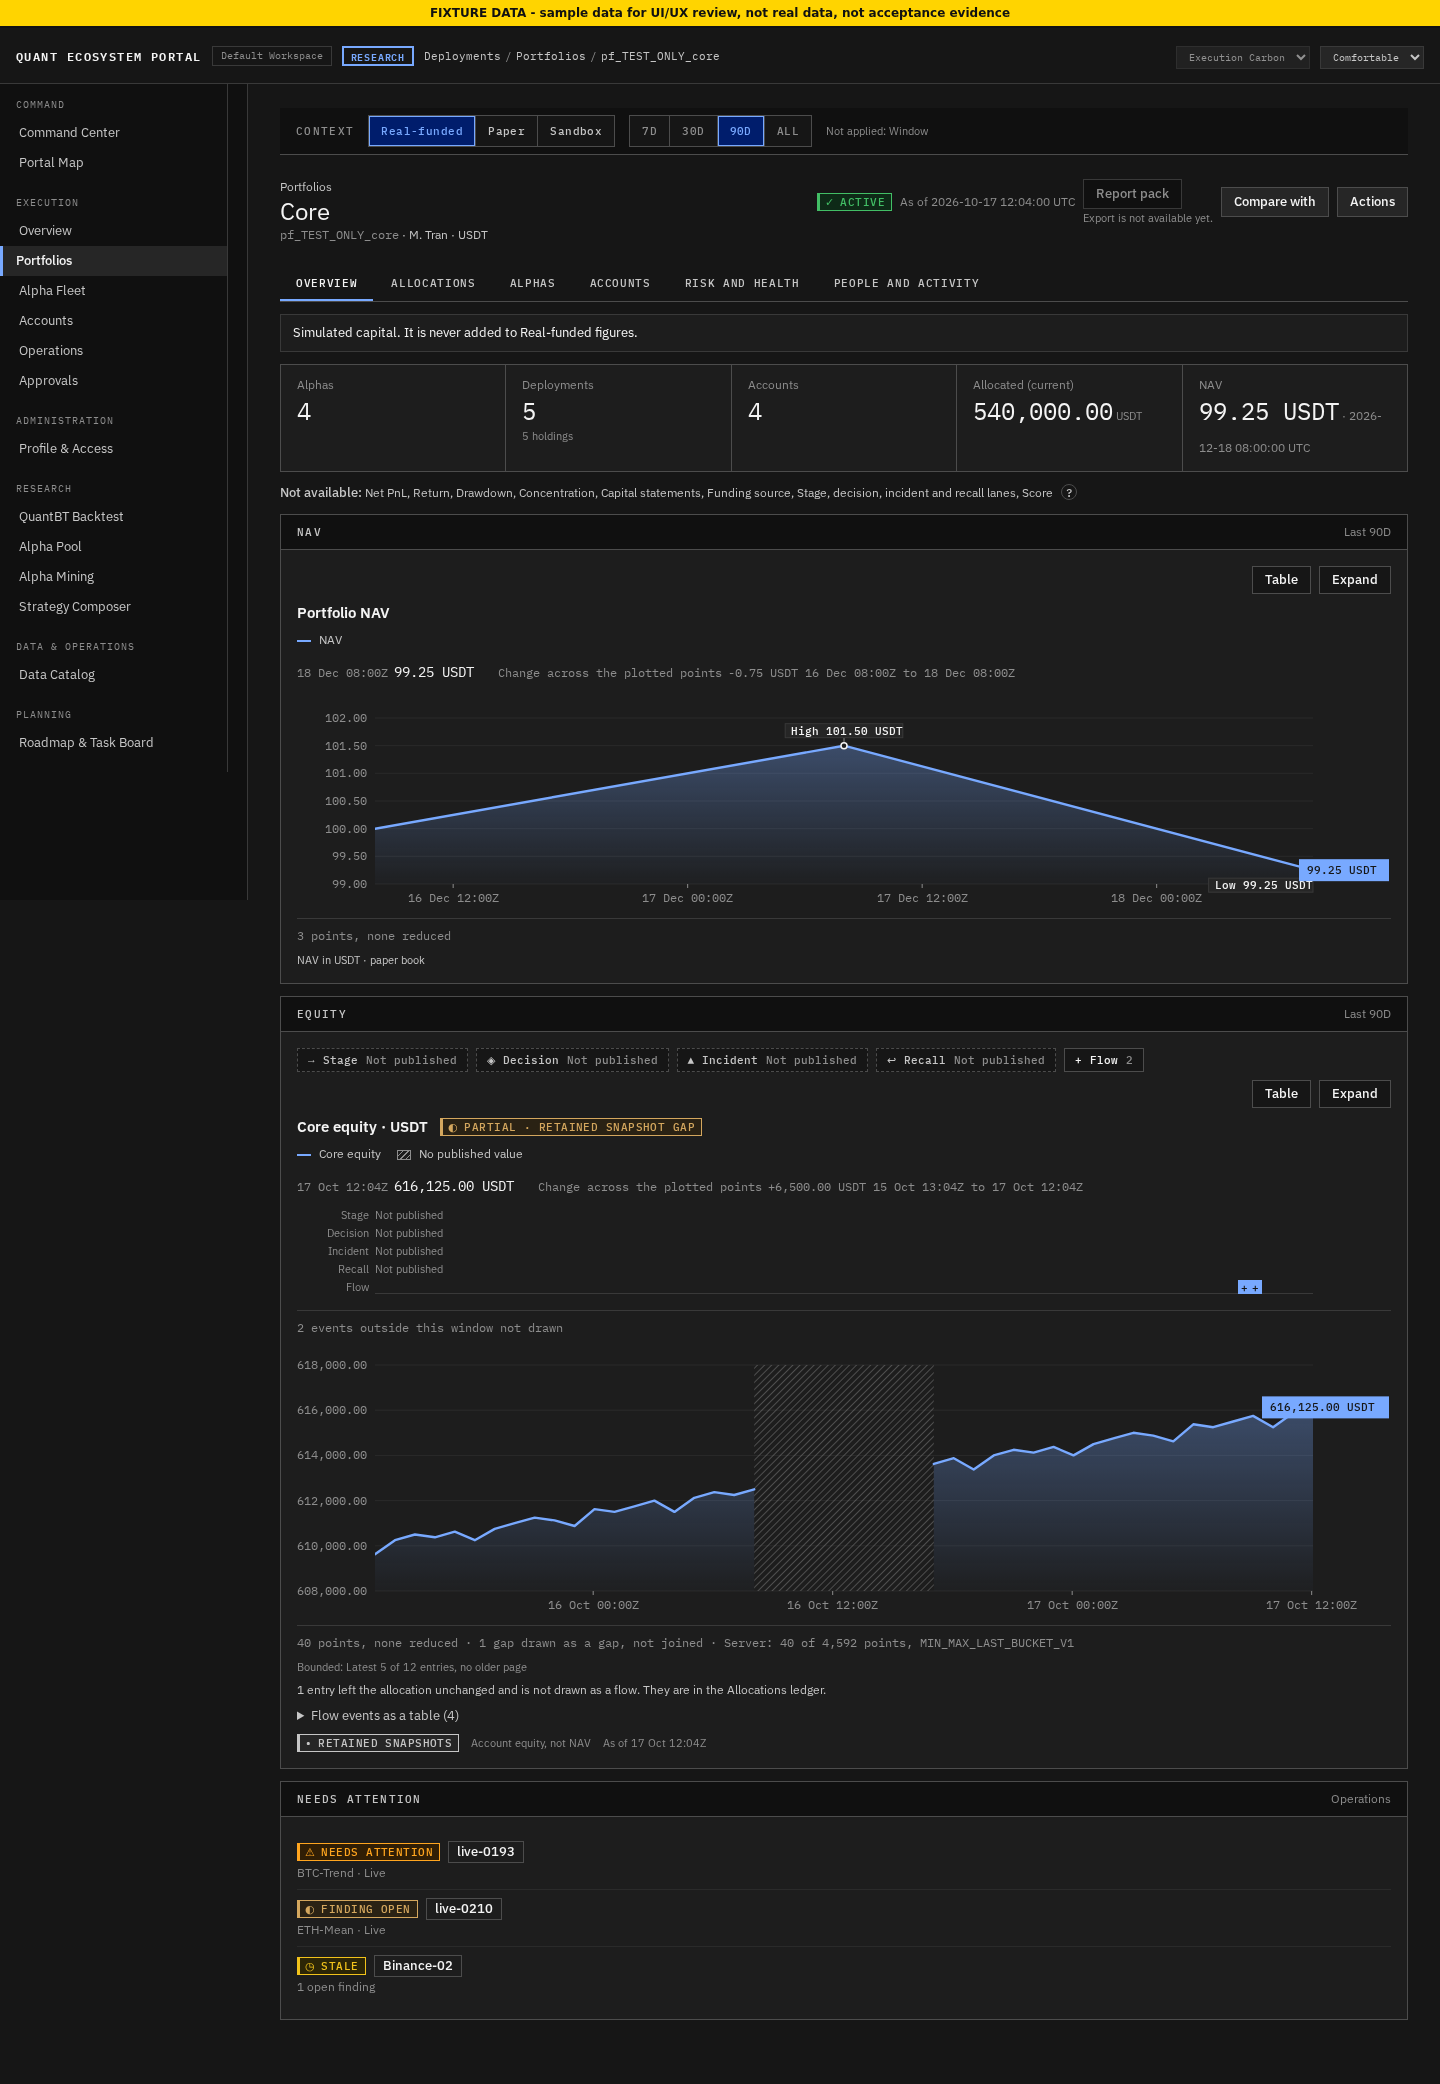 FIXTURE DATA - sample data for UI/UX review, not real data, not acceptance evidence
QUANT ECOSYSTEM PORTAL
Default Workspace
RESEARCH
Deployments / Portfolios / pf_TEST_ONLY_core
Execution Carbon
Comfortable
COMMAND
Command Center
Portal Map
EXECUTION
Overview
Portfolios
Alpha Fleet
Accounts
Operations
Approvals
ADMINISTRATION
Profile & Access
RESEARCH
QuantBT Backtest
Alpha Pool
Alpha Mining
Strategy Composer
DATA & OPERATIONS
Data Catalog
PLANNING
Roadmap & Task Board
CONTEXT
Real-funded Paper Sandbox
7D 30D 90D ALL
Not applied: Window
Portfolios
Core
pf_TEST_ONLY_core · M. Tran · USDT
✓ ACTIVE
As of 2026-10-17 12:04:00 UTC
Report pack
Export is not available yet.
Compare with
Actions
OVERVIEW ALLOCATIONS ALPHAS ACCOUNTS RISK AND HEALTH PEOPLE AND ACTIVITY
Simulated capital. It is never added to Real-funded figures.
Alphas
4
Deployments
5
5 holdings
Accounts
4
Allocated (current)
540,000.00 USDT
NAV
99.25 USDT · 2026-
12-18 08:00:00 UTC
Not available: Net PnL, Return, Drawdown, Concentration, Capital statements, Funding source, Stage, decision, incident and recall lanes, Score ?
NAV
Last 90D
Table
Expand
Portfolio NAV
NAV
18 Dec 08:00Z 99.25 USDT Change across the plotted points -0.75 USDT 16 Dec 08:00Z to 18 Dec 08:00Z
102.00
101.50
101.00
100.50
100.00
99.50
99.00
High 101.50 USDT
99.25 USDT
Low 99.25 USDT
16 Dec 12:00Z
17 Dec 00:00Z
17 Dec 12:00Z
18 Dec 00:00Z
3 points, none reduced
NAV in USDT · paper book
EQUITY
Last 90D
→ Stage Not published
◈ Decision Not published
▲ Incident Not published
↩ Recall Not published
+ Flow 2
Table
Expand
Core equity · USDT
◐ PARTIAL · RETAINED SNAPSHOT GAP
Core equity
No published value
17 Oct 12:04Z 616,125.00 USDT Change across the plotted points +6,500.00 USDT 15 Oct 13:04Z to 17 Oct 12:04Z
Stage Not published
Decision Not published
Incident Not published
Recall Not published
Flow
+ +
2 events outside this window not drawn
618,000.00
616,000.00
614,000.00
612,000.00
610,000.00
608,000.00
616,125.00 USDT
16 Oct 00:00Z
16 Oct 12:00Z
17 Oct 00:00Z
17 Oct 12:00Z
40 points, none reduced · 1 gap drawn as a gap, not joined · Server: 40 of 4,592 points, MIN_MAX_LAST_BUCKET_V1
Bounded: Latest 5 of 12 entries, no older page
1 entry left the allocation unchanged and is not drawn as a flow. They are in the Allocations ledger.
▶ Flow events as a table (4)
• RETAINED SNAPSHOTS
Account equity, not NAV
As of 17 Oct 12:04Z
NEEDS ATTENTION
Operations
⚠ NEEDS ATTENTION
live-0193
BTC-Trend · Live
◐ FINDING OPEN
live-0210
ETH-Mean · Live
◷ STALE
Binance-02
1 open finding